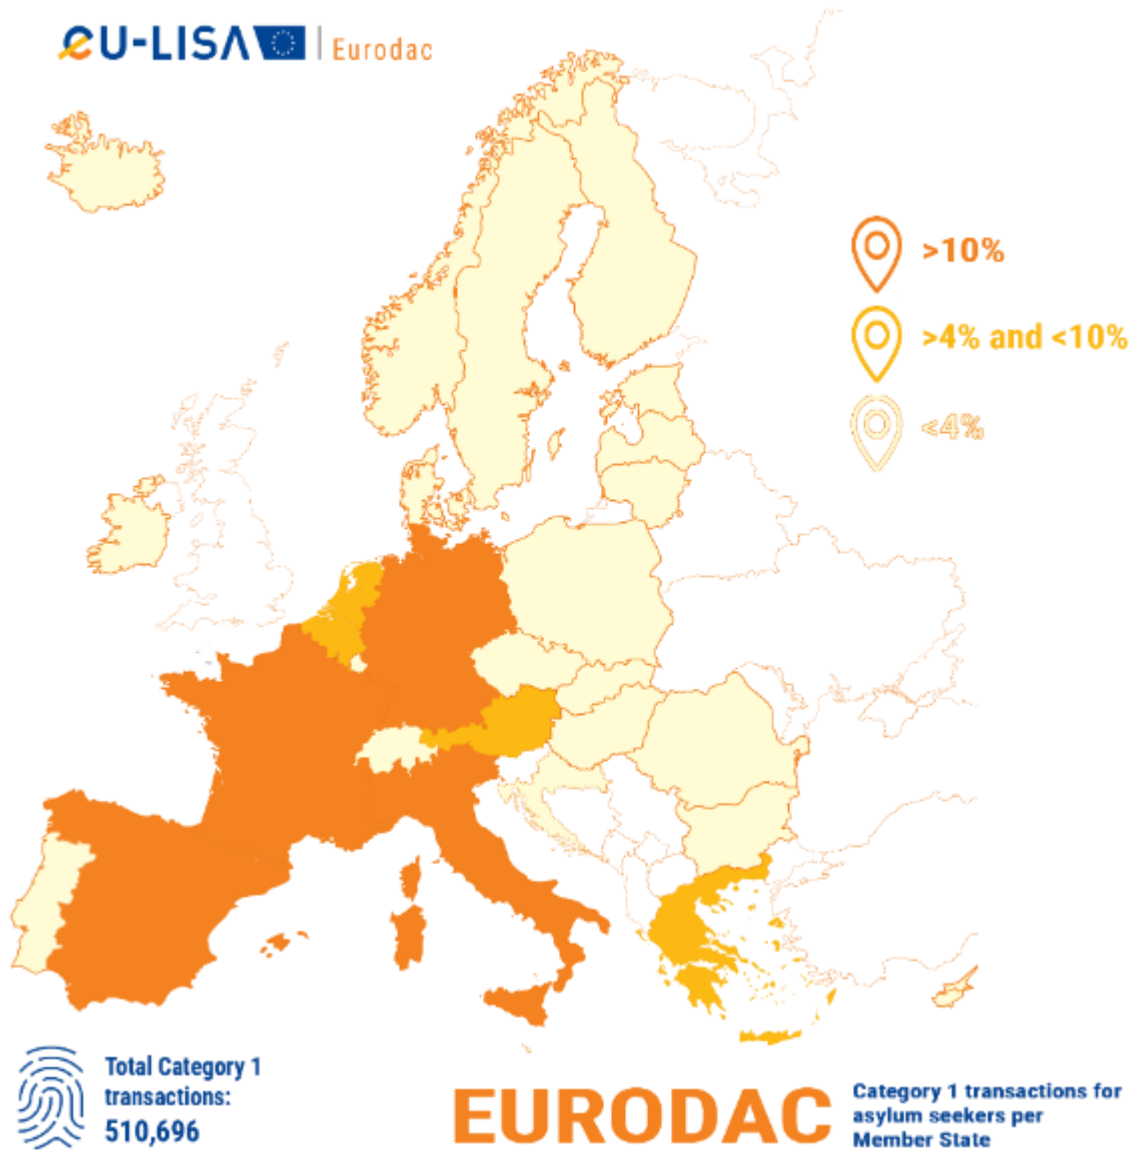 eU-LISA | Eurodac
>10%
>4% and <10%
<4%
Total Category 1
transactions:
510,696
EURODAC
Category 1 transactions for
asylum seekers per
Member State